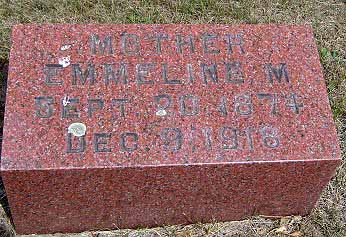 MOTHER
EMMELINE M
SEPT. 20. 1874
DEC. 9, 1918